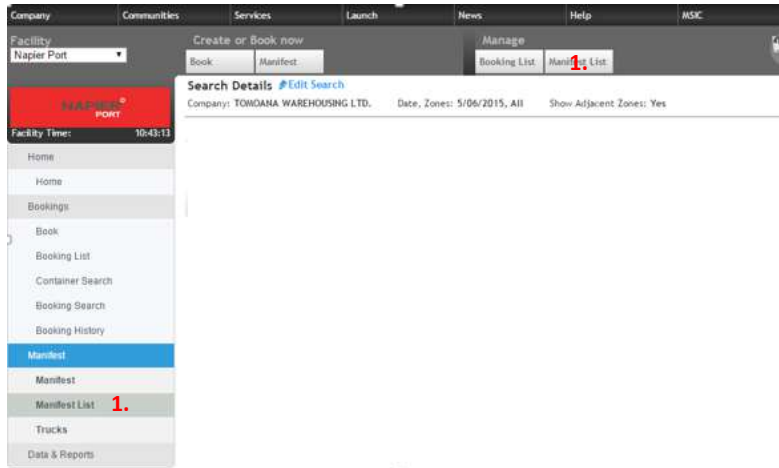 Company Communities Services Launch News Help MSIC
Facility Create or Book now Manage
Napier Port
Book Manifest Booking List Manifest List
1.
Search Details Edit Search
Company: TOMOANA WAREHOUSING LTD. Date, Zones: 5/06/2015, All Show Adjacent Zones: Yes
NAPIER
PORT
Facility Time: 10:43:13
Home
Home
Bookings
Book
Booking List
Container Search
Booking Search
Booking History
Manifest
Manifest
Manifest List 1.
Trucks
Data & Reports